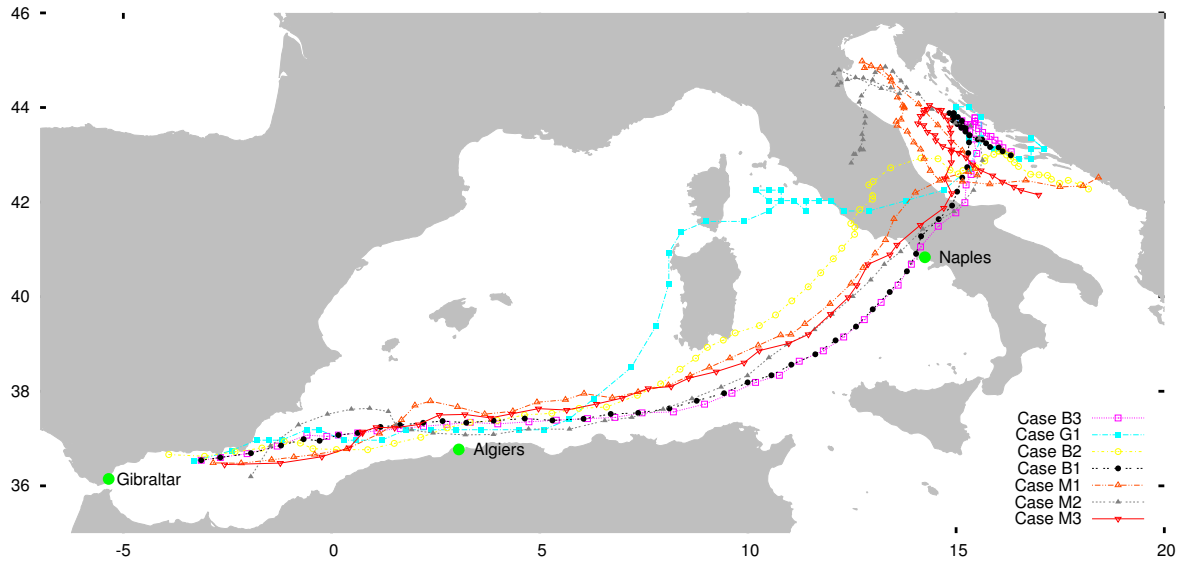 46
44
42
40
38
36
Naples
Algiers
Gibraltar
Case B3
Case G1
Case B2
Case B1
Case M1
Case M2
Case M3
-5 0 5 10 15 20